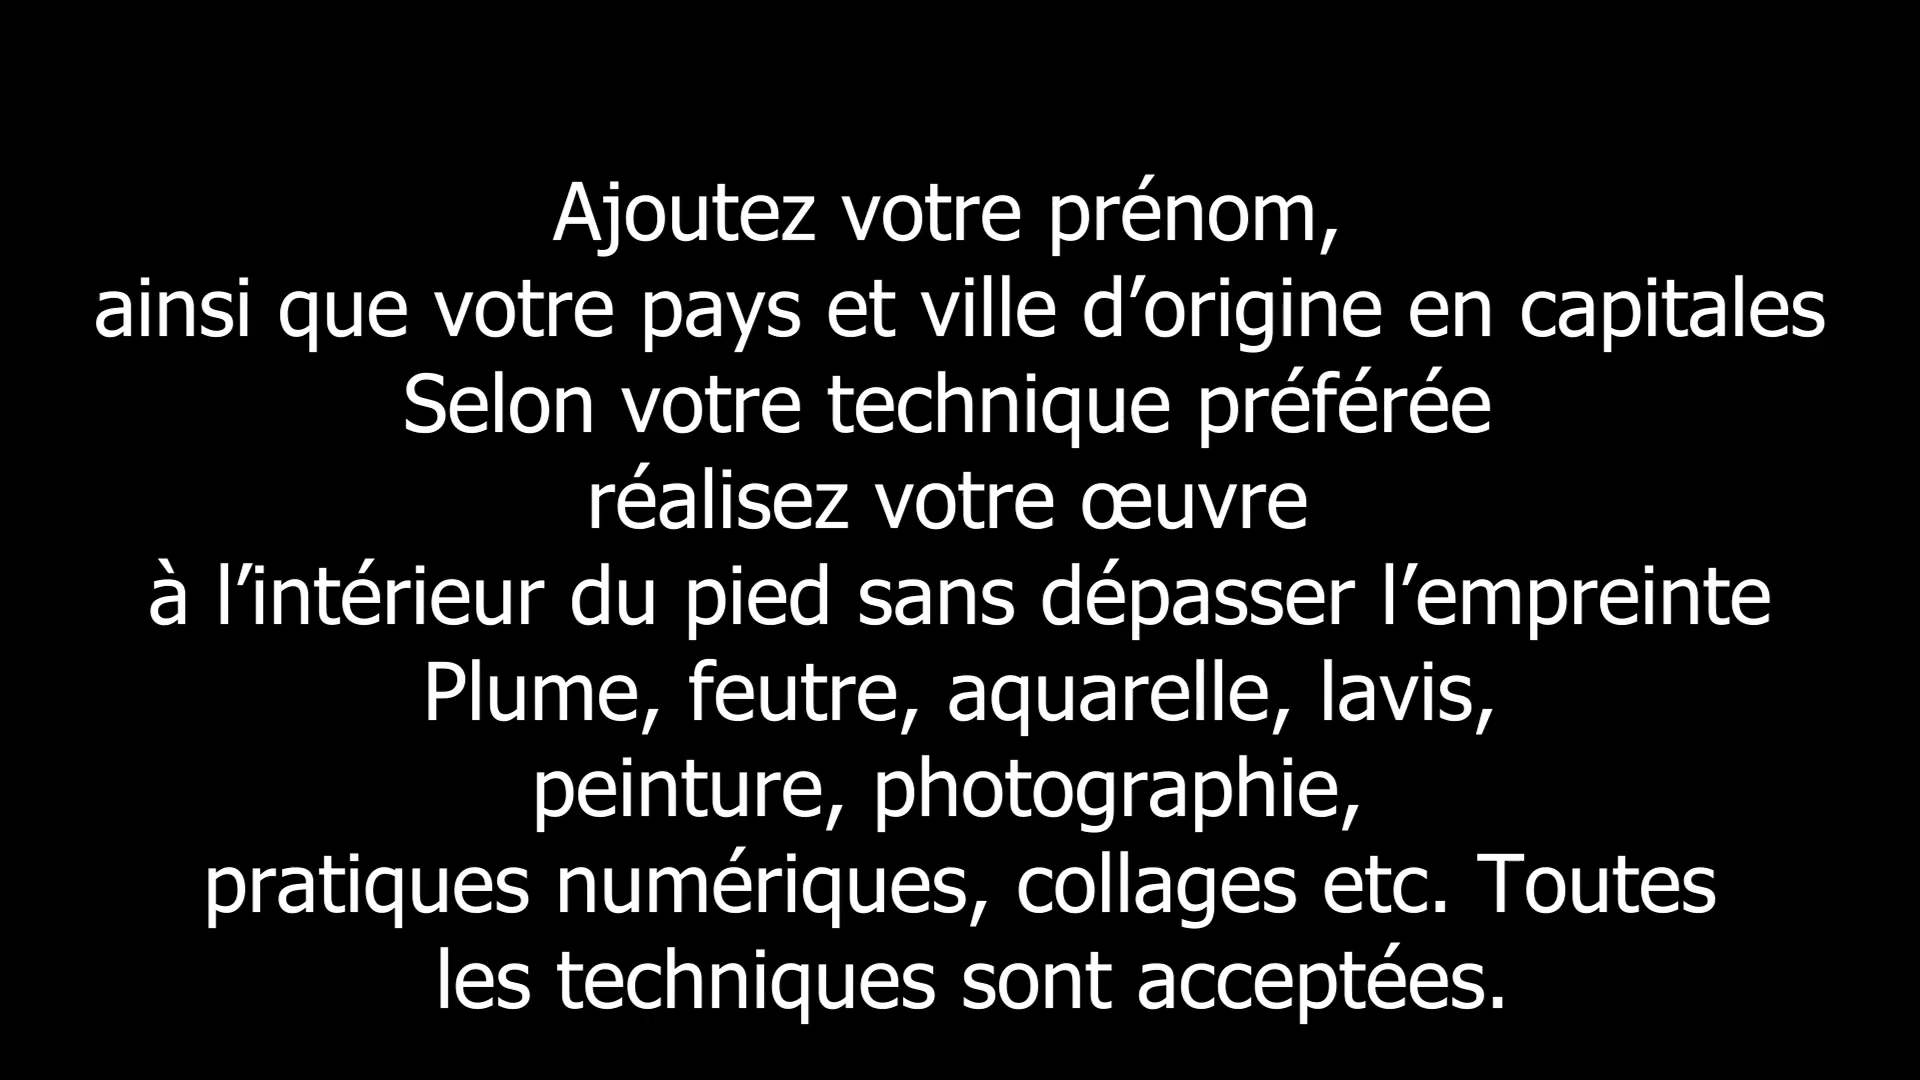 Ajoutez votre prénom,
ainsi que votre pays et ville d’origine en capitales
Selon votre technique préférée
réalisez votre œuvre
à l’intérieur du pied sans dépasser l’empreinte
Plume, feutre, aquarelle, lavis,
peinture, photographie,
pratiques numériques, collages etc. Toutes
les techniques sont acceptées.